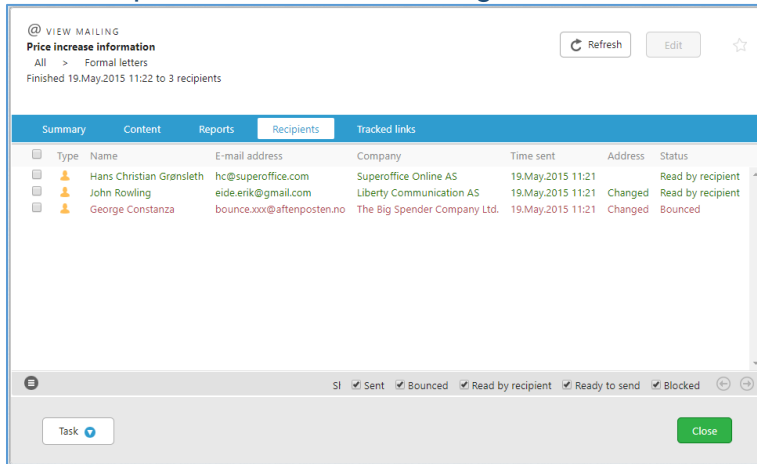 @ VIEW MAILING
Price increase information
All > Formal letters
Finished 19.May.2015 11:22 to 3 recipients
Refresh Edit
Summary Content Reports Recipients Tracked links
Type Name E-mail address Company Time sent Address Status
Hans Christian Grønsleth hc@superoffice.com Superoffice Online AS 19.May.2015 11:21 Read by recipient
John Rowling eide.erik@gmail.com Liberty Communication AS 19.May.2015 11:21 Changed Read by recipient
George Constanza bounce.xxx@aftenposten.no The Big Spender Company Ltd. 19.May.2015 11:21 Changed Bounced
Sl Sent Bounced Read by recipient Ready to send Blocked
Task Close